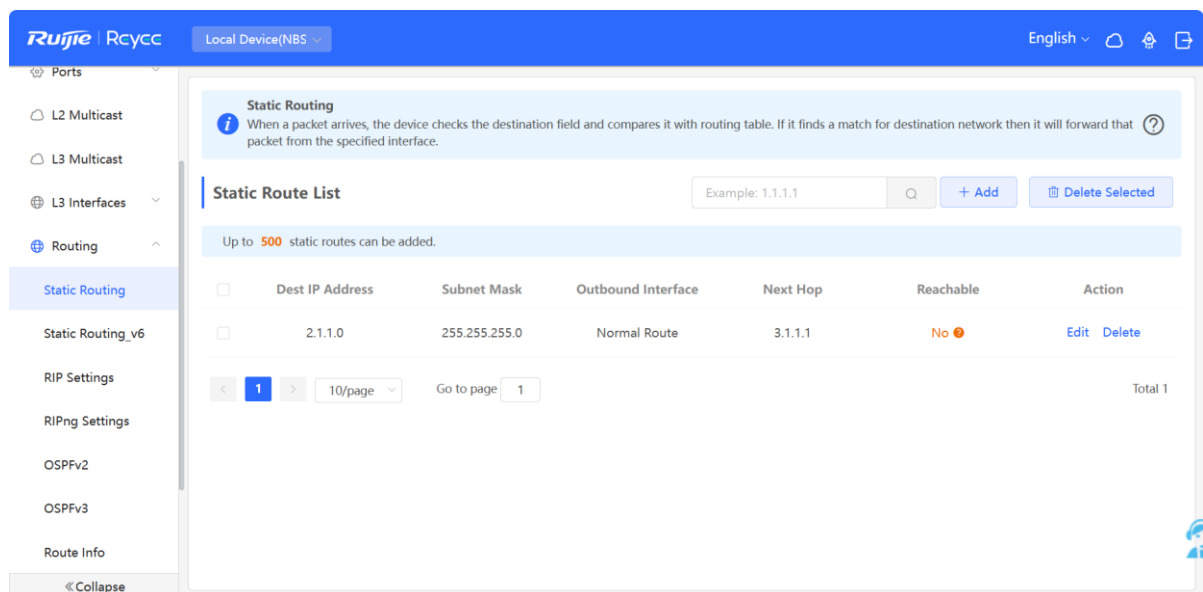 Ruijie | Rcycc
Local Device(NBS
English
Ports
L2 Multicast
L3 Multicast
L3 Interfaces
Routing
Static Routing
Static Routing_v6
RIP Settings
RIPng Settings
OSPFv2
OSPFv3
Route Info
«Collapse
Static Routing
When a packet arrives, the device checks the destination field and compares it with routing table. If it finds a match for destination network then it will forward that
packet from the specified interface.
Static Route List
Example: 1.1.1.1
+ Add
Delete Selected
Up to 500 static routes can be added.
Dest IP Address Subnet Mask Outbound Interface Next Hop Reachable Action
2.1.1.0 255.255.255.0 Normal Route 3.1.1.1 No Edit Delete
< 1 > 10/page Go to page 1 Total 1